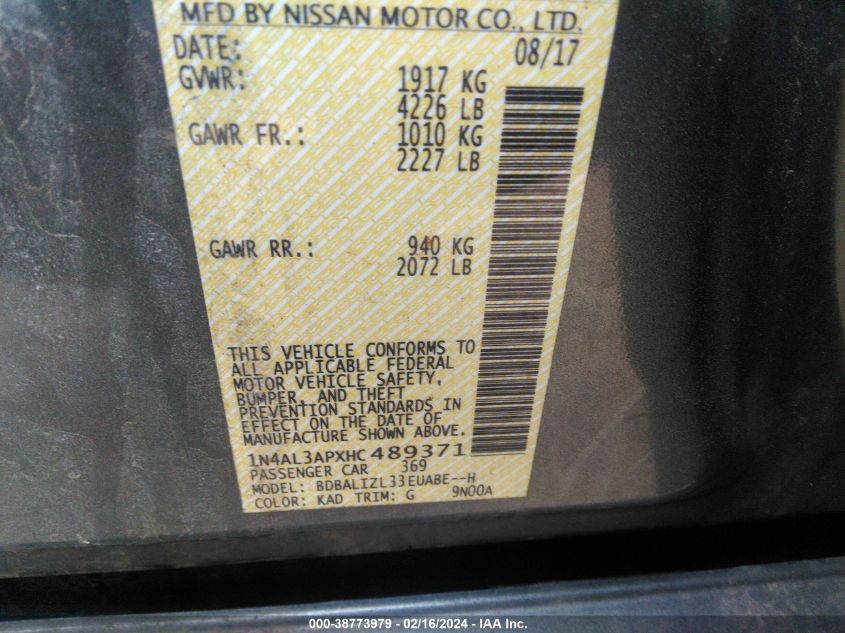 MFD BY NISSAN MOTOR CO., LTD.
DATE: 08/17
GVWR: 1917 KG
4226 LB
GAWR FR.: 1010 KG
2227 LB
GAWR RR.: 940 KG
2072 LB
THIS VEHICLE CONFORMS TO
ALL APPLICABLE FEDERAL
MOTOR VEHICLE SAFETY,
BUMPER, AND THEFT
PREVENTION STANDARDS IN
EFFECT ON THE DATE OF
MANUFACTURE SHOWN ABOVE.
1N4AL3APXHC489371
PASSENGER CAR 369
MODEL: BDBALIZL33EUABE--H
COLOR: KAD TRIM: G 9N00A
000-38773979 - 02/16/2024 - IAA Inc.